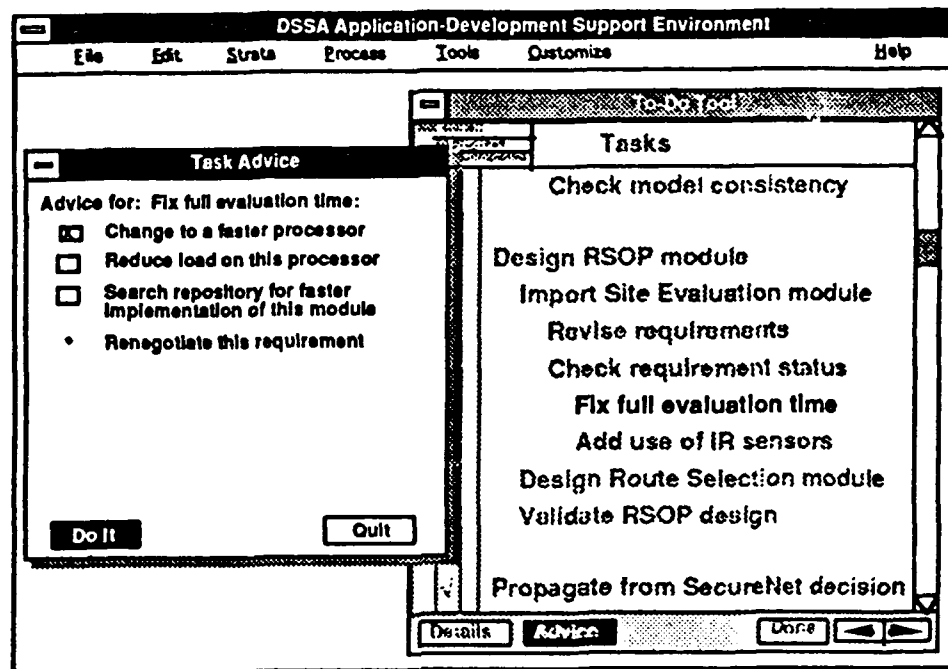 DSSA Application-Development Support Environment
File Edit Strata Process Tools Customize Help
To-Do Tool
Tasks
Check model consistency
Design RSOP module
Import Site Evaluation module
Revise requirements
Check requirement status
Fix full evaluation time
Add use of IR sensors
Design Route Selection module
Validate RSOP design
Propagate from SecureNet decision
Details Advice Done
Task Advice
Advice for: Fix full evaluation time:
Change to a faster processor
Reduce load on this processor
Search repository for faster
implementation of this module
Renegotiate this requirement
Do It Quit